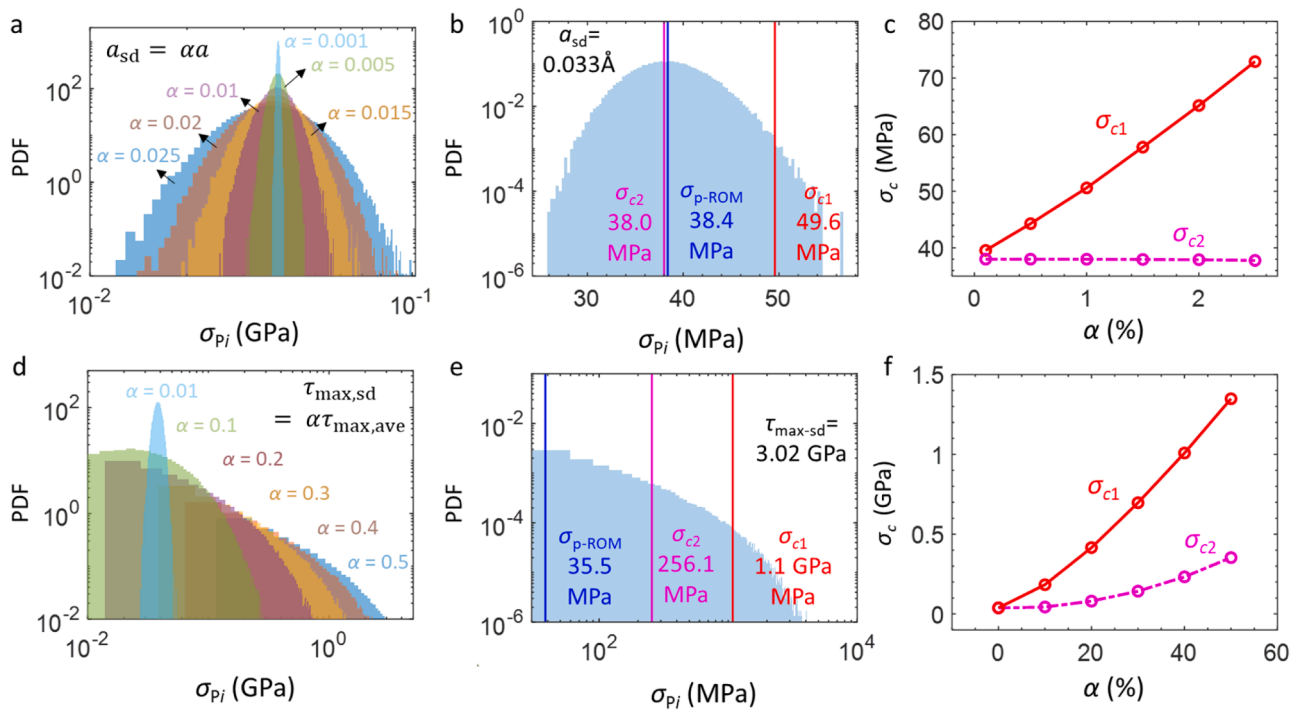 a
a_sd = αa
α = 0.001
α = 0.005
α = 0.01
α = 0.015
α = 0.02
α = 0.025
10^2
10^0
10^-2
PDF
10^-2
10^-1
σ_Pi (GPa)
b
a_sd=
0.033Å
10^0
10^-2
10^-4
10^-6
PDF
σ_c2
38.0
MPa
σ_p-ROM
38.4
MPa
σ_c1
49.6
MPa
30
40
50
σ_Pi (MPa)
c
80
70
60
50
40
σ_c (MPa)
σ_c1
σ_c2
0
1
2
α (%)
d
τ_max,sd
= ατ_max,ave
α = 0.01
α = 0.1
α = 0.2
α = 0.3
α = 0.4
α = 0.5
10^2
10^0
10^-2
PDF
10^-2
10^0
σ_Pi (GPa)
e
τ_max-sd=
3.02 GPa
10^-2
10^-4
10^-6
PDF
σ_p-ROM
35.5
MPa
σ_c2
256.1
MPa
σ_c1
1.1 GPa
MPa
10^2
10^4
σ_Pi (MPa)
f
1.5
1
0.5
0
σ_c (GPa)
σ_c1
σ_c2
0
20
40
60
α (%)